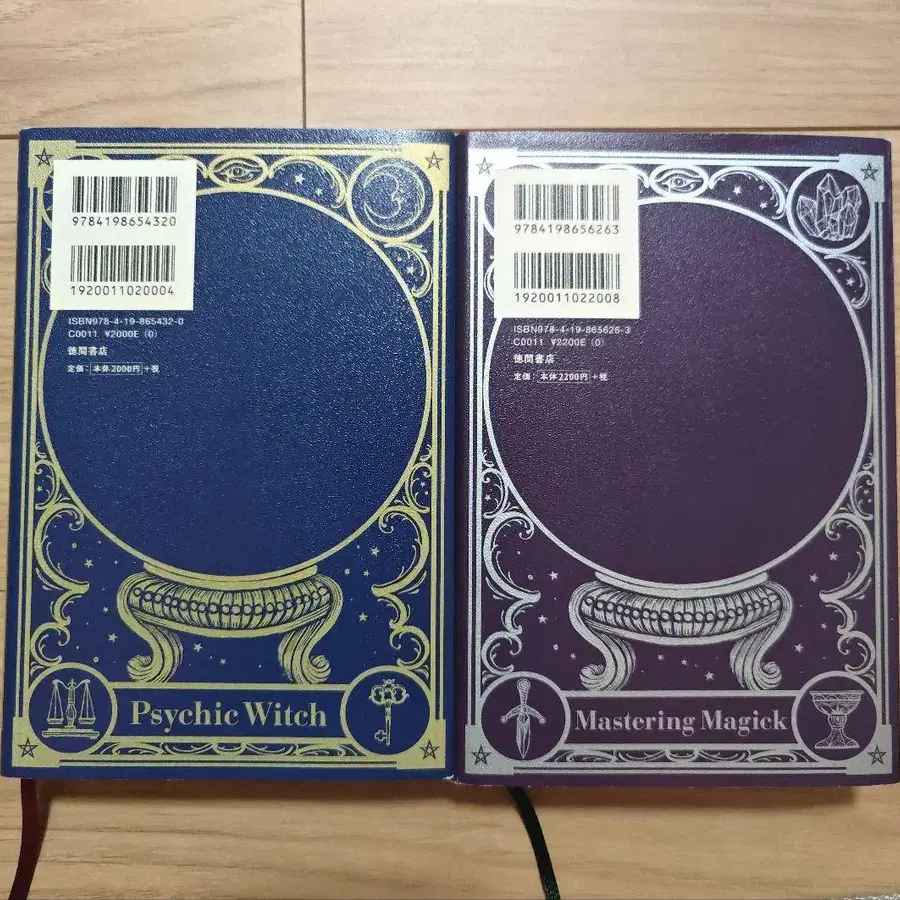 9784198654320
1920011020004
ISBN978-4-19-865432-0
C0011 ¥2000E (0)
徳間書店
定価：本体2000円＋税
Psychic Witch
9784198656263
1920011022008
ISBN978-4-19-865626-3
C0011 ¥2200E (0)
徳間書店
定価：本体2200円＋税
Mastering Magick